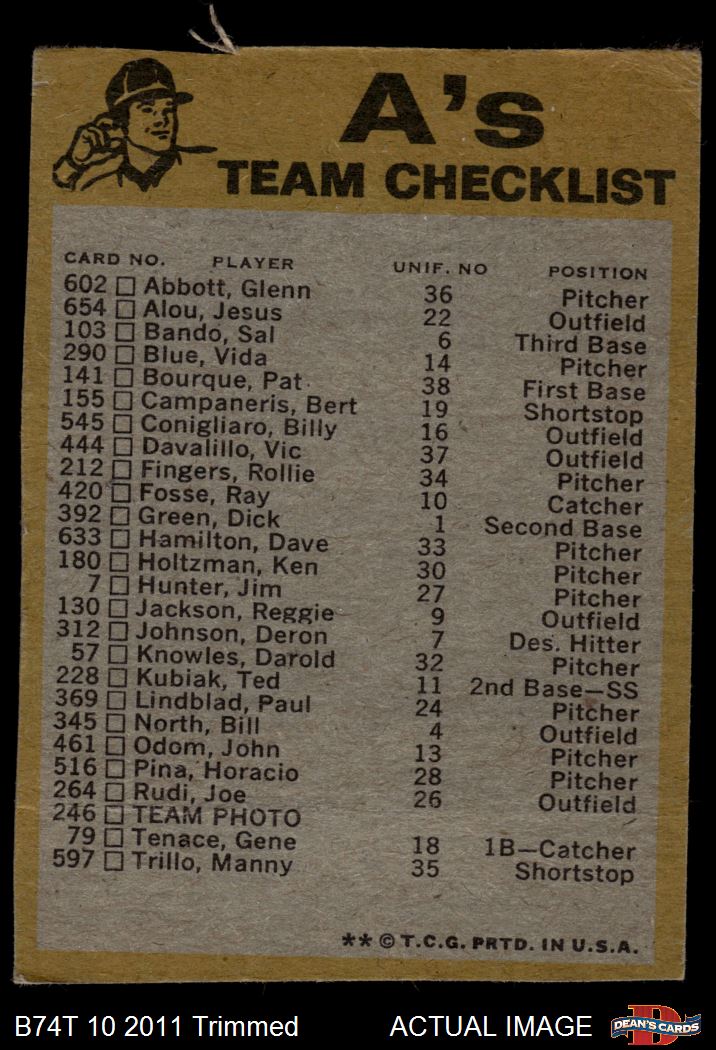 A's
TEAM CHECKLIST
CARD NO. PLAYER UNIF. NO POSITION
602 Abbott, Glenn 36 Pitcher
654 Alou, Jesus 22 Outfield
103 Bando, Sal 6 Third Base
290 Blue, Vida 14 Pitcher
141 Bourque, Pat 38 First Base
155 Campaneris, Bert 19 Shortstop
545 Conigliaro, Billy 16 Outfield
444 Davalillo, Vic 37 Outfield
212 Fingers, Rollie 34 Pitcher
420 Fosse, Ray 10 Catcher
392 Green, Dick 1 Second Base
633 Hamilton, Dave 33 Pitcher
180 Holtzman, Ken 30 Pitcher
7 Hunter, Jim 27 Pitcher
130 Jackson, Reggie 9 Outfield
312 Johnson, Deron 7 Des. Hitter
57 Knowles, Darold 32 Pitcher
228 Kubiak, Ted 11 2nd Base—SS
369 Lindblad, Paul 24 Pitcher
345 North, Bill 4 Outfield
461 Odom, John 13 Pitcher
516 Pina, Horacio 28 Pitcher
264 Rudi, Joe 26 Outfield
246 TEAM PHOTO
79 Tenace, Gene 18 1B—Catcher
597 Trillo, Manny 35 Shortstop
** © T.C.G. PRTD. IN U.S.A.
B74T 10 2011 Trimmed ACTUAL IMAGE DEAN'S CARDS